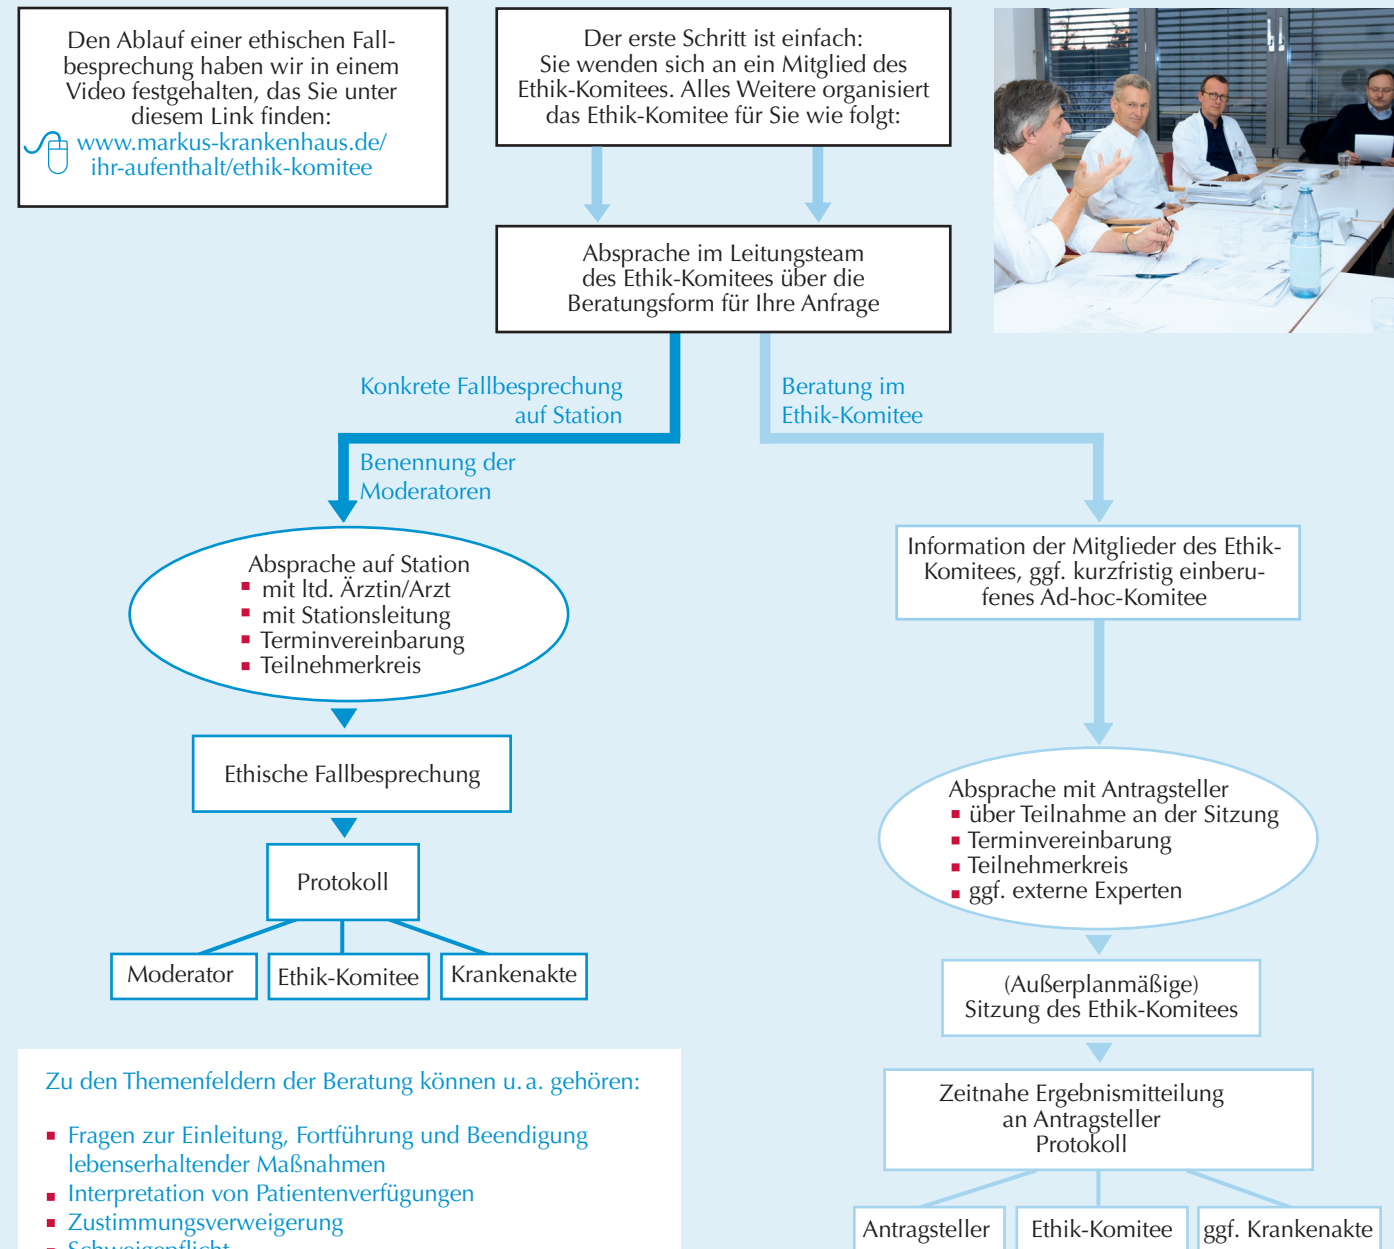 Den Ablauf einer ethischen Fall-
besprechung haben wir in einem
Video festgehalten, das Sie unter
diesem Link finden:
www.markus-krankenhaus.de/
ihr-aufenthalt/ethik-komitee
Der erste Schritt ist einfach:
Sie wenden sich an ein Mitglied des
Ethik-Komitees. Alles Weitere organisiert
das Ethik-Komitee für Sie wie folgt:
Absprache im Leitungsteam
des Ethik-Komitees über die
Beratungsform für Ihre Anfrage
Konkrete Fallbesprechung
auf Station
Benennung der
Moderatoren
Absprache auf Station
▪ mit ltd. Ärztin/Arzt
▪ mit Stationsleitung
▪ Terminvereinbarung
▪ Teilnehmerkreis
Ethische Fallbesprechung
Protokoll
Moderator
Ethik-Komitee
Krankenakte
Beratung im
Ethik-Komitee
Information der Mitglieder des Ethik-
Komitees, ggf. kurzfristig einberu-
fenes Ad-hoc-Komitee
Absprache mit Antragsteller
▪ über Teilnahme an der Sitzung
▪ Terminvereinbarung
▪ Teilnehmerkreis
▪ ggf. externe Experten
(Außerplanmäßige)
Sitzung des Ethik-Komitees
Zeitnahe Ergebnismitteilung
an Antragsteller
Protokoll
Antragsteller
Ethik-Komitee
ggf. Krankenakte
Zu den Themenfeldern der Beratung können u. a. gehören:
▪ Fragen zur Einleitung, Fortführung und Beendigung
lebenserhaltender Maßnahmen
▪ Interpretation von Patientenverfügungen
▪ Zustimmungsverweigerung
▪ Schweigepflicht